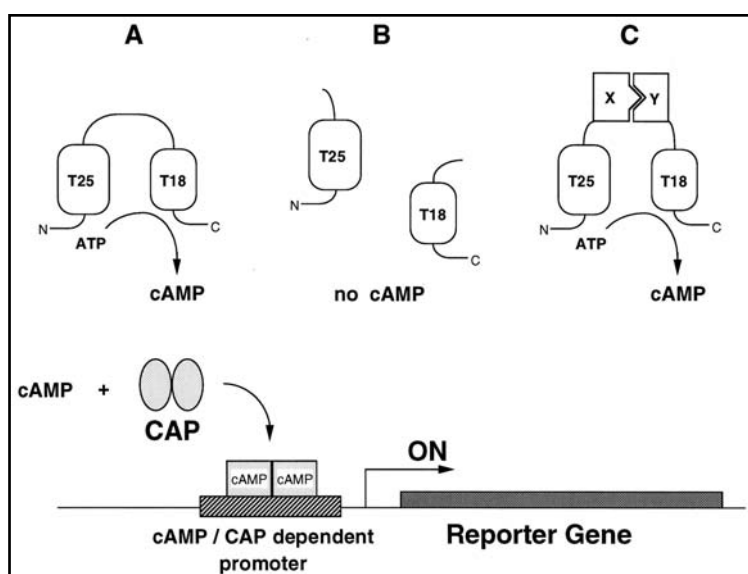 A B C
X Y
T25 T18 T25 T18 T25 T18
N ATP C N C N ATP C
cAMP no cAMP cAMP
cAMP + CAP
ON
cAMP cAMP
cAMP / CAP dependent
promoter
Reporter Gene